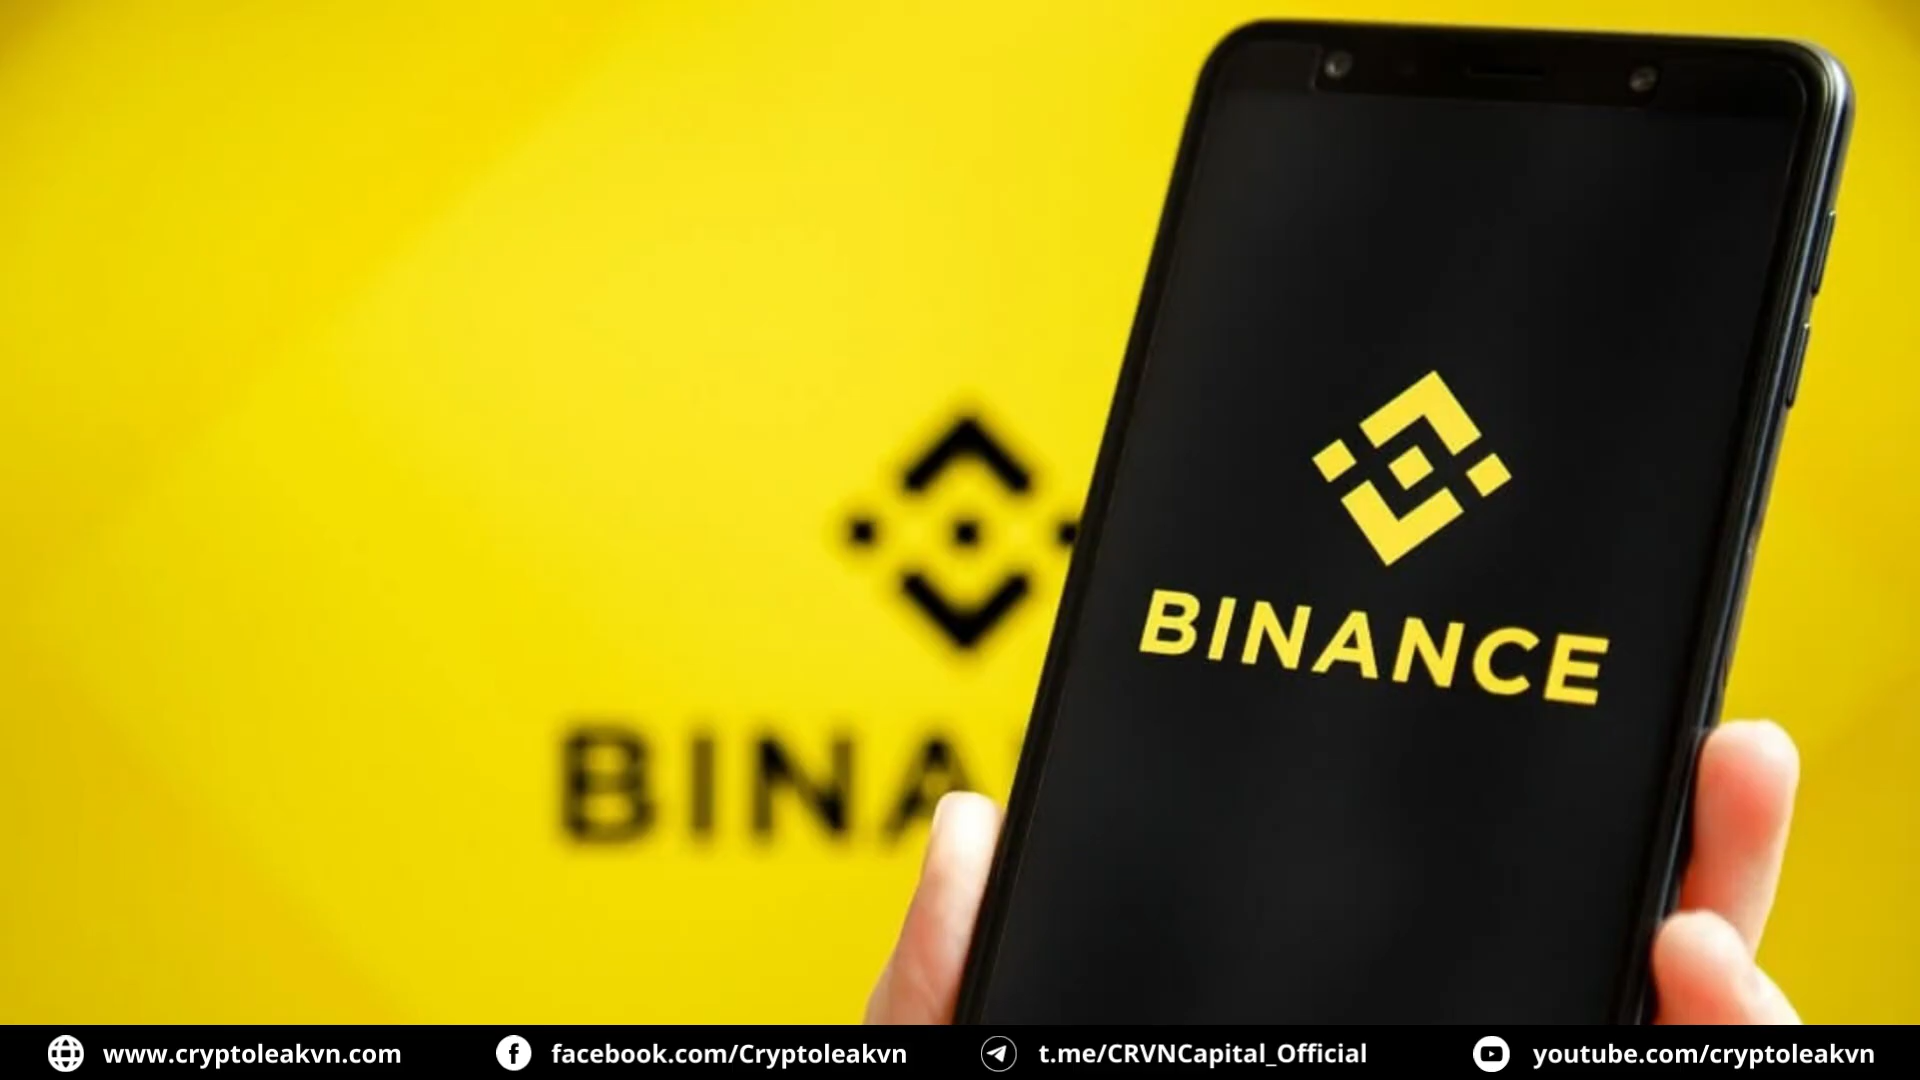 BINA
BINANCE
www.cryptoleakvn.com
facebook.com/Cryptoleakvn
t.me/CRVNCapital_Official
youtube.com/cryptoleakvn